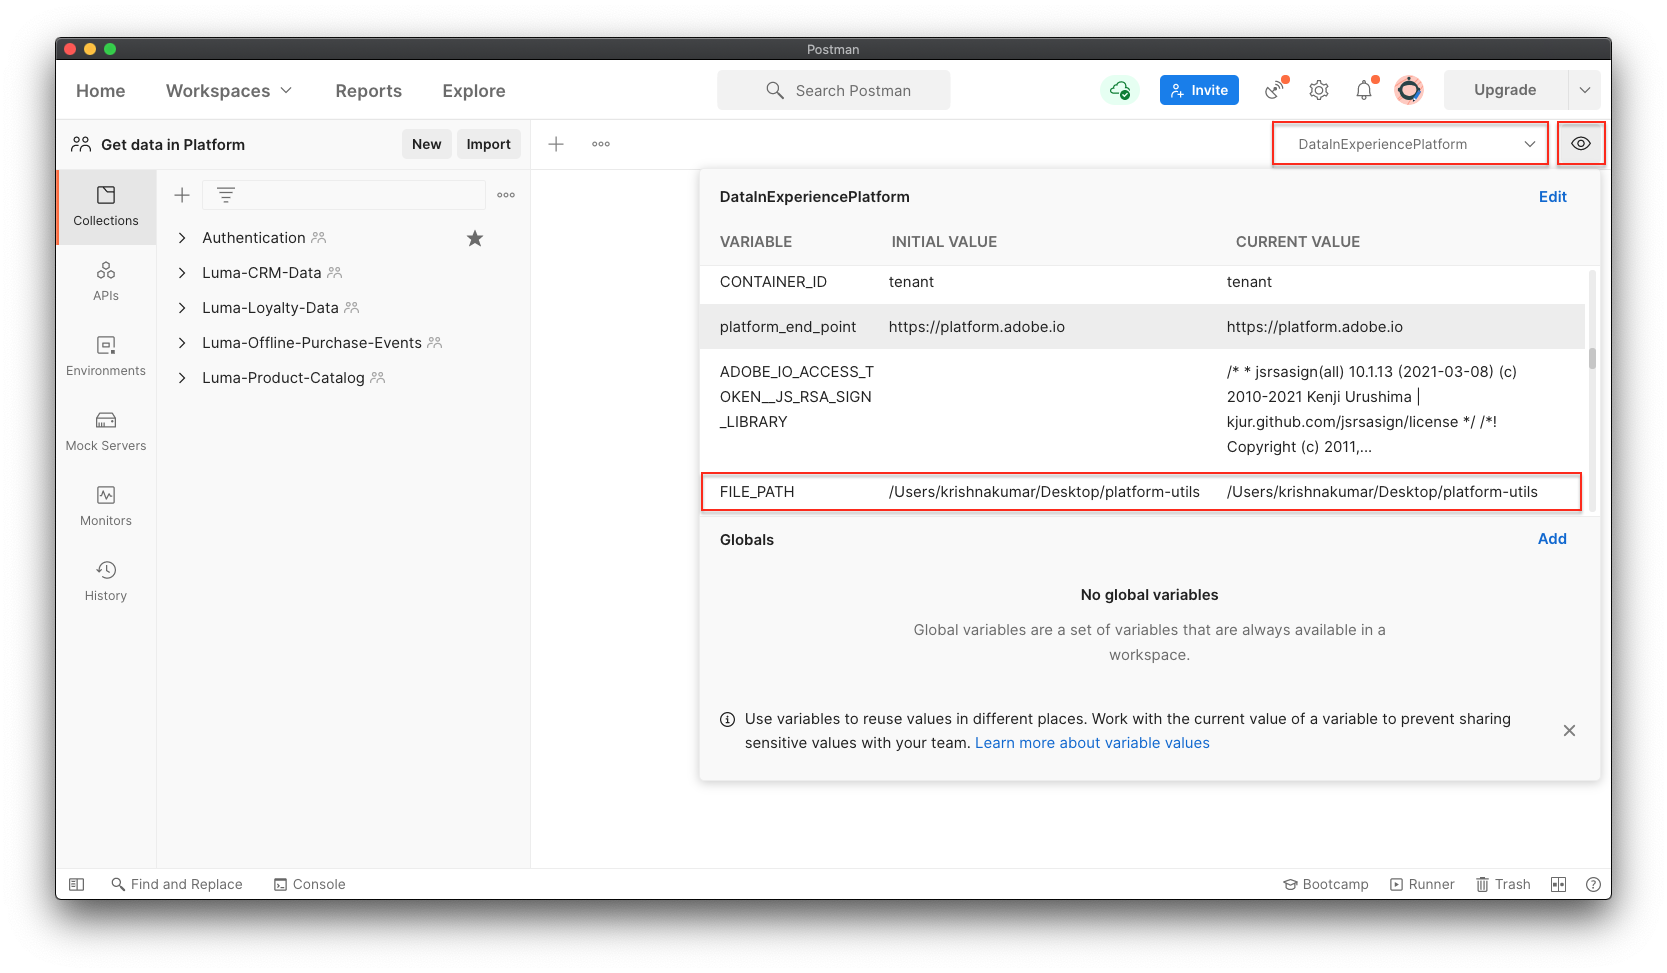 Postman
Home Workspaces Reports Explore Search Postman Invite Upgrade
Get data in Platform New Import DataInExperiencePlatform
Collections
APIs
Environments
Mock Servers
Monitors
History
Authentication
Luma-CRM-Data
Luma-Loyalty-Data
Luma-Offline-Purchase-Events
Luma-Product-Catalog
DataInExperiencePlatform Edit
VARIABLE INITIAL VALUE CURRENT VALUE
CONTAINER_ID tenant tenant
platform_end_point https://platform.adobe.io https://platform.adobe.io
ADOBE_IO_ACCESS_T /* * jsrsasign(all) 10.1.13 (2021-03-08) (c)
OKEN__JS_RSA_SIGN 2010-2021 Kenji Urushima |
_LIBRARY kjur.github.com/jsrsasign/license */ /*!
Copyright (c) 2011,...
FILE_PATH /Users/krishnakumar/Desktop/platform-utils /Users/krishnakumar/Desktop/platform-utils
Globals Add
No global variables
Global variables are a set of variables that are always available in a
workspace.
Use variables to reuse values in different places. Work with the current value of a variable to prevent sharing
sensitive values with your team. Learn more about variable values
Find and Replace Console Bootcamp Runner Trash